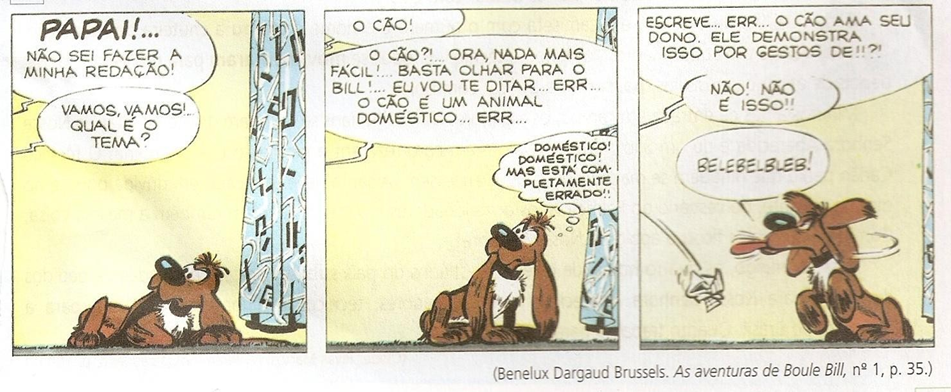 PAPAI!...
NÃO SEI FAZER A
MINHA REDAÇÃO!
VAMOS, VAMOS!..
QUAL É O
TEMA?
O CÃO!
O CÃO?!... ORA, NADA MAIS
FÁCIL!... BASTA OLHAR PARA O
BILL!... EU VOU TE DITAR... ERR...
O CÃO É UM ANIMAL
DOMÉSTICO... ERR...
DOMÉSTICO!
DOMÉSTICO!
MAS ESTÁ COM-
PLETAMENTE
ERRADO!!
ESCREVE... ERR... O CÃO AMA SEU
DONO. ELE DEMONSTRA
ISSO POR GESTOS DE!!?!
NÃO! NÃO
É ISSO!!
BELEBELBLEB!
(Benelux Dargaud Brussels. As aventuras de Boule Bill, nº 1, p. 35.)